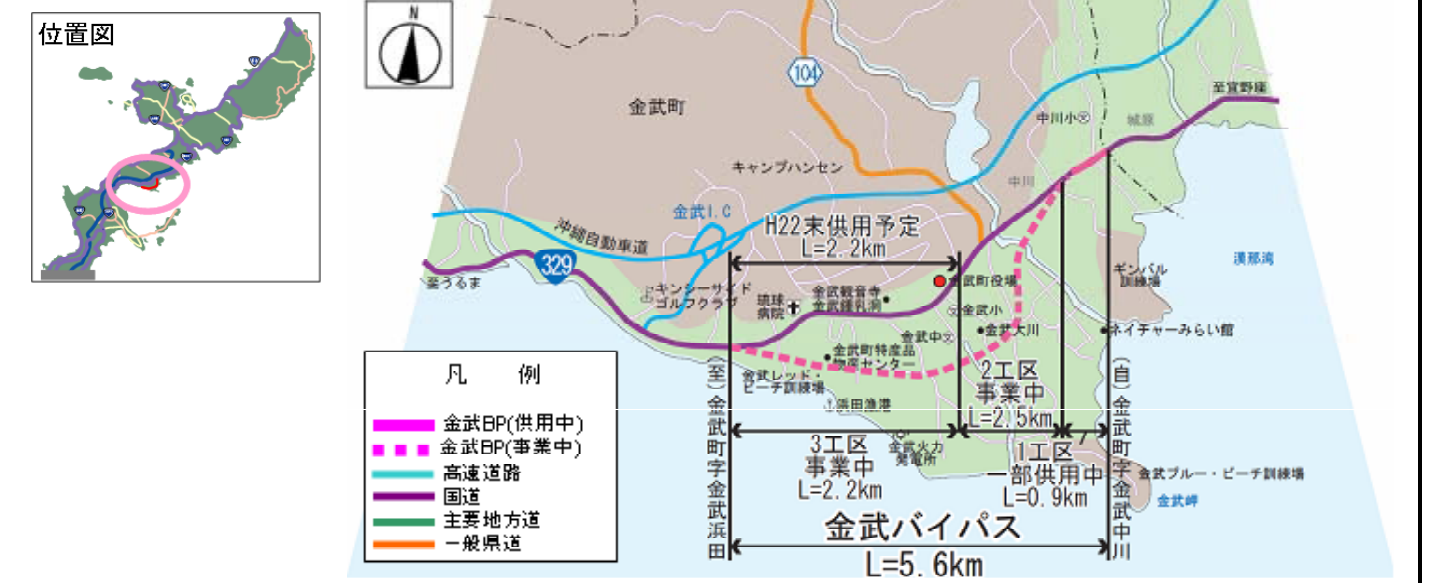 位置図
N
104
至宜野座
中川小
城原
金武町
キャンプハンセン
中川
金武I.C
H22末供用予定
L=2.2km
沖縄自動車道
329
漢那湾
至うるま
キンシーサイド
ゴルフクラブ
琉球
病院
金武観音寺
金武鍾乳洞
金武町役場
ギンバル
訓練場
金武小
金武中
金武大川
ネイチャーみらい館
金武町特産品
物産センター
金武レッド・
ビーチ訓練場
浜田漁港
2工区
事業中
L=2.5km
(至)金武町字金武浜田
(自)金武町字金武中川
3工区
事業中
L=2.2km
金武火力
発電所
1工区
一部供用中
L=0.9km
金武ブルー・ビーチ訓練場
金武岬
金武バイパス
L=5.6km
凡 例
金武BP(供用中)
金武BP(事業中)
高速道路
国道
主要地方道
一般県道